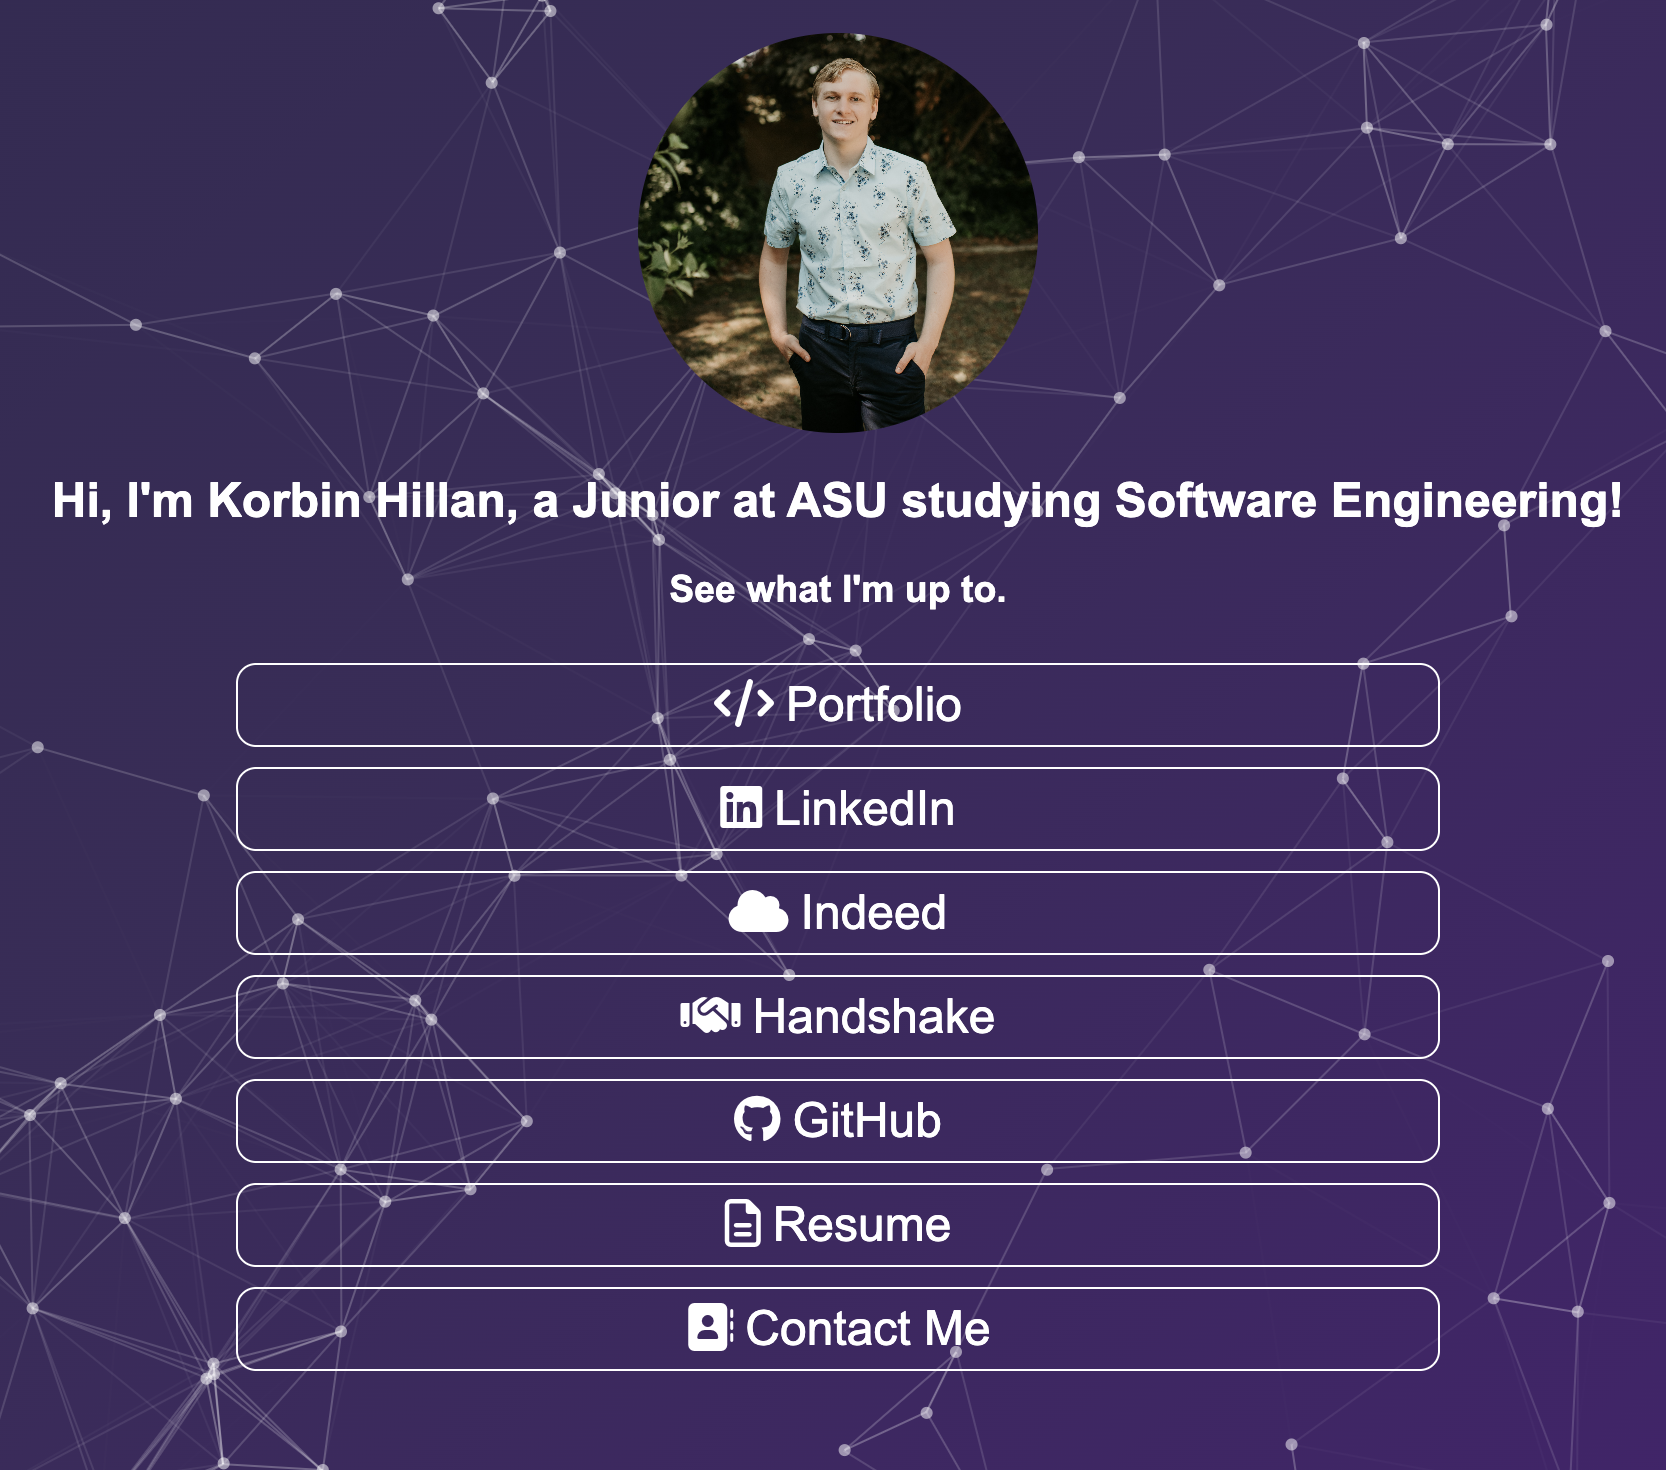 Hi, I'm Korbin Hillan, a Junior at ASU studying Software Engineering!
See what I'm up to.
</> Portfolio
in LinkedIn
Indeed
Handshake
GitHub
Resume
Contact Me